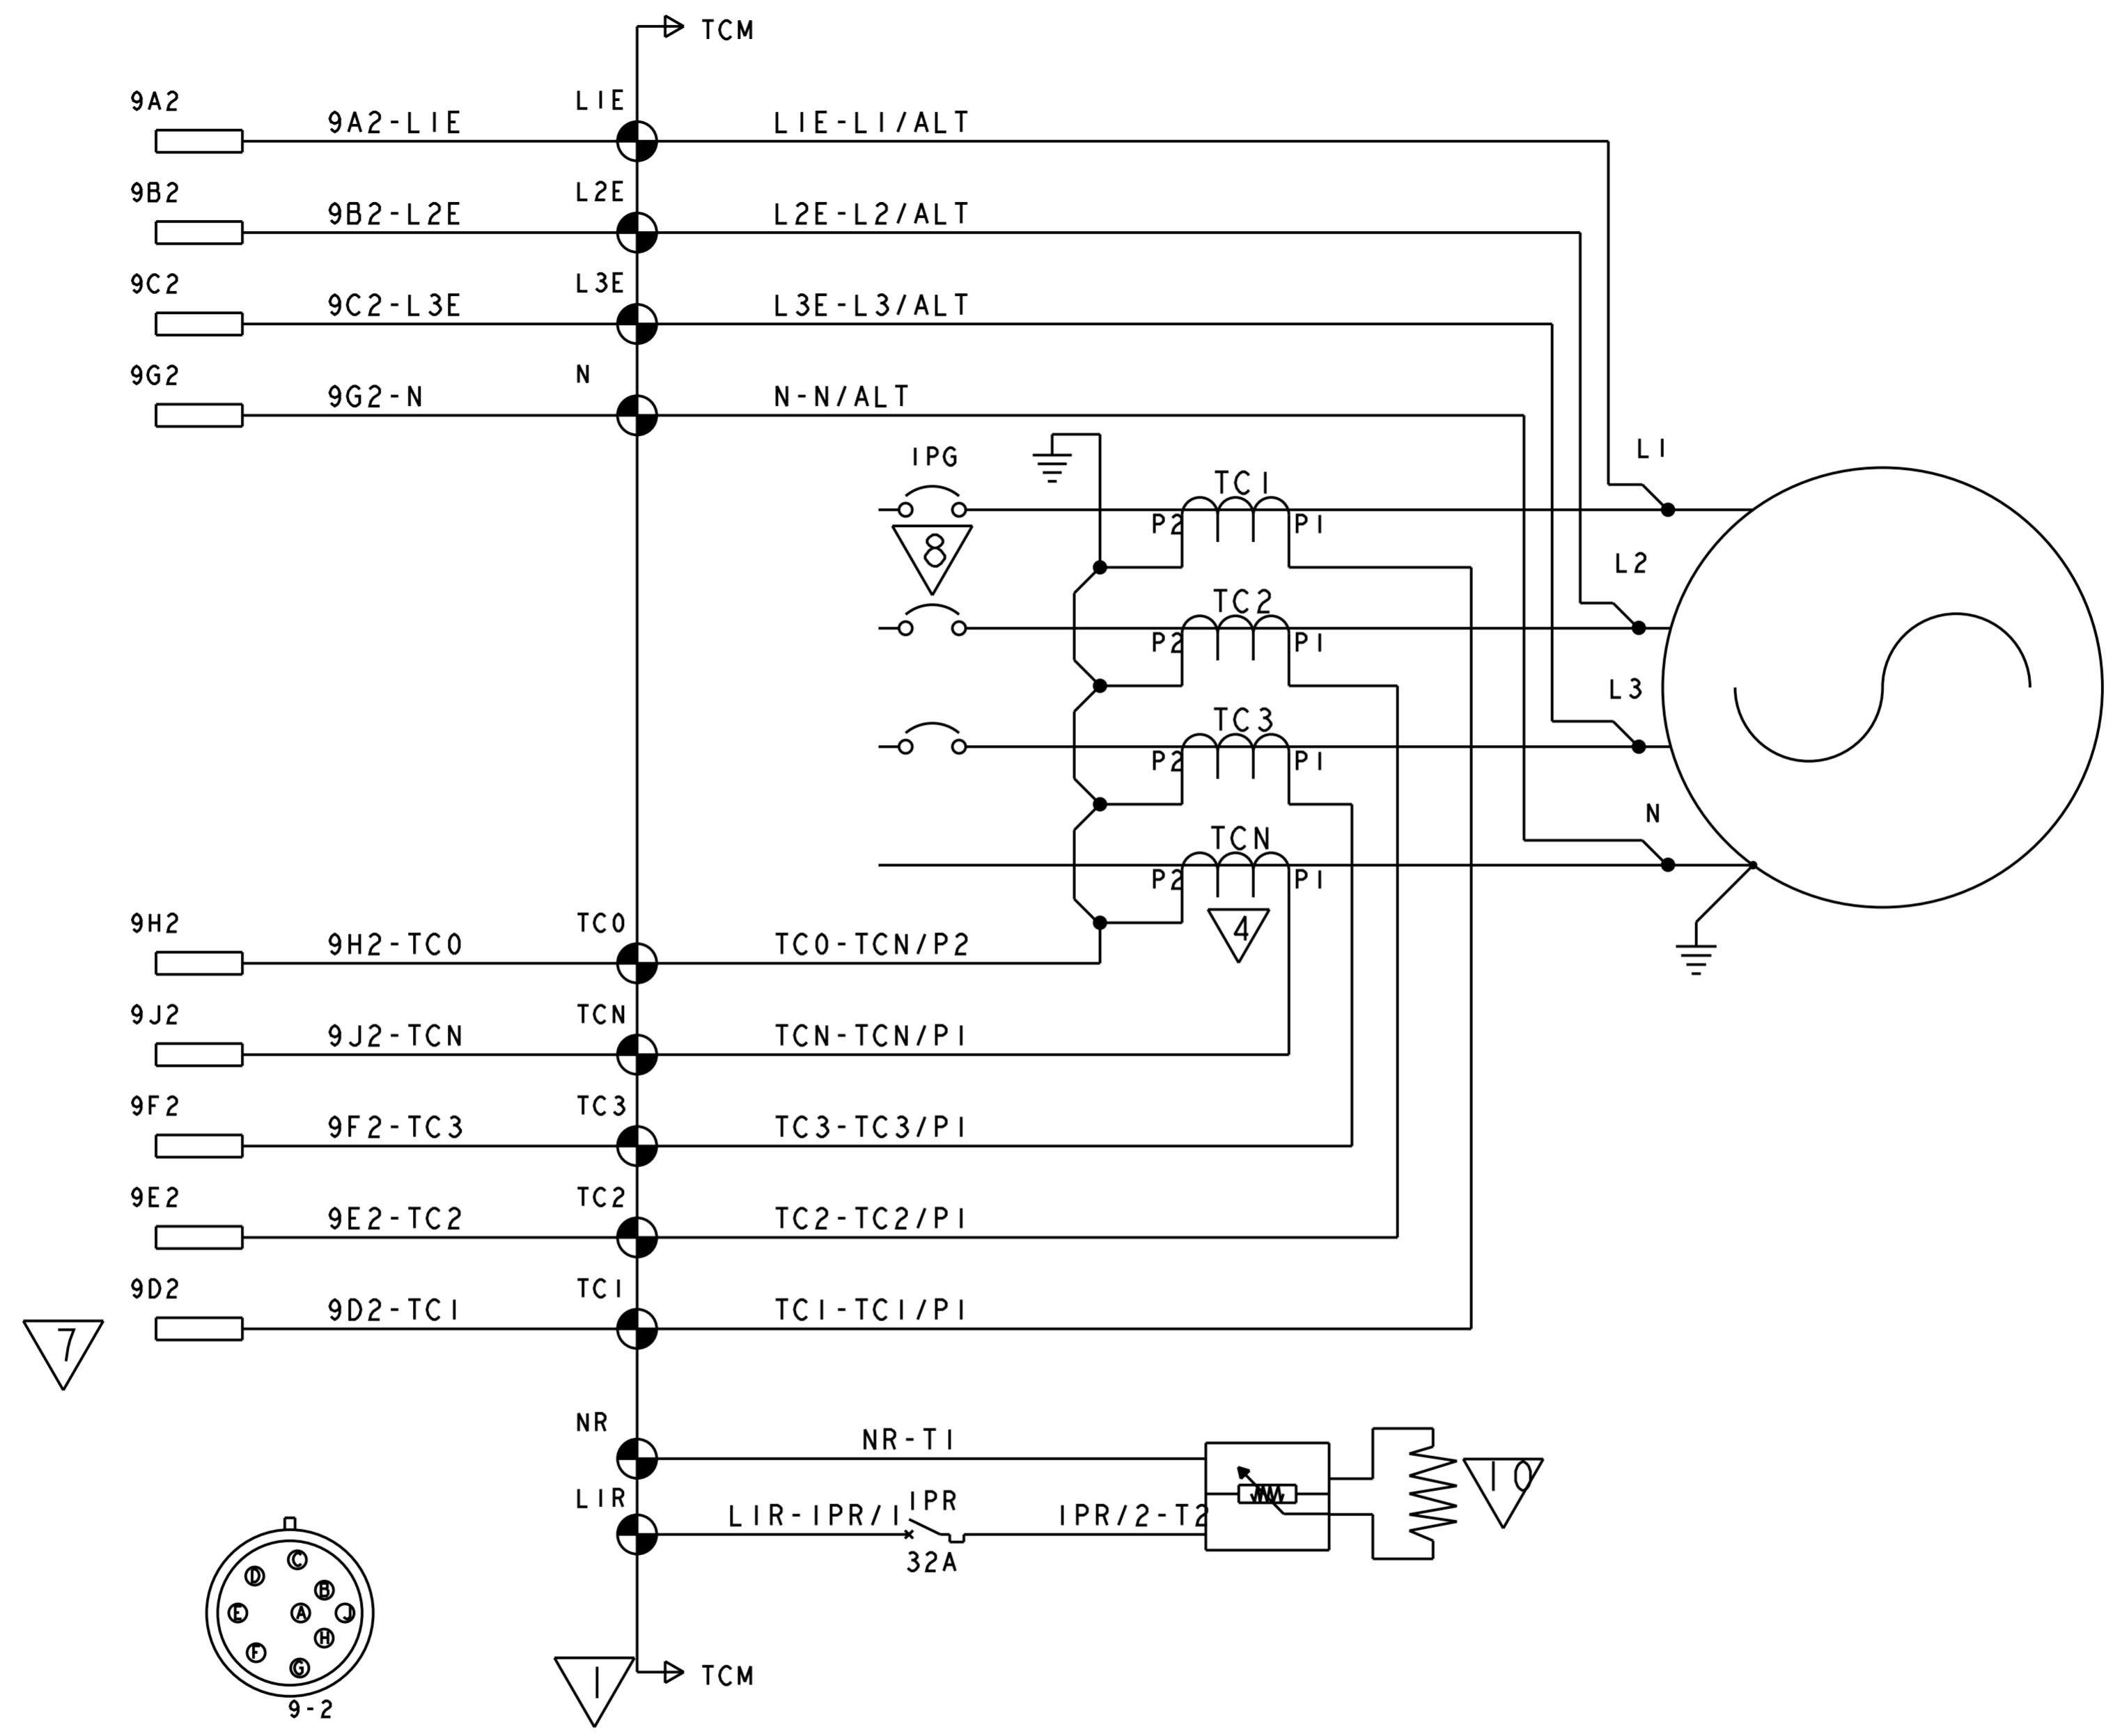 TCM
9A2 9A2-L1E L1E L1E-L1/ALT
9B2 9B2-L2E L2E L2E-L2/ALT
9C2 9C2-L3E L3E L3E-L3/ALT
9G2 9G2-N N N-N/ALT
1PG TC1 L1
P2 P1
8
L2
TC2
P2 P1
L3
TC3
P2 P1
N
TCN
P2 P1
4
9H2 9H2-TC0 TC0 TC0-TCN/P2
9J2 9J2-TCN TCN TCN-TCN/P1
9F2 9F2-TC3 TC3 TC3-TC3/P1
9E2 9E2-TC2 TC2 TC2-TC2/P1
9D2 9D2-TC1 TC1 TC1-TC1/P1
7
NR NR-T1
10
L1R L1R-1PR/1 1PR 1PR/2-T2
32A
C
D B
E A J
H
F
G
9-2
1
TCM